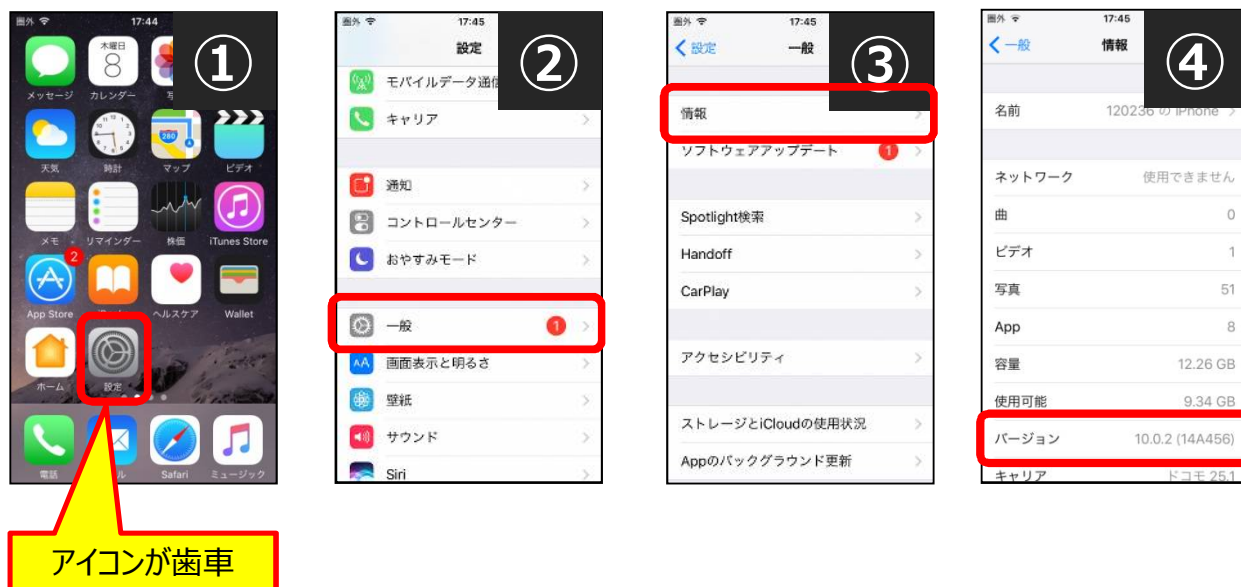 圏外 17:44
①
木曜日
8
メッセージ カレンダー
12
280
天気 時計 マップ ビデオ
メモ リマインダー 株価 iTunes Store
2
App Store ヘルスケア Wallet
ホーム 設定
電話 Safari ミュージック
アイコンが歯車
圏外 17:45
②
設定
モバイルデータ通信
キャリア
通知
コントロールセンター
おやすみモード
一般 1
AA 画面表示と明るさ
壁紙
サウンド
Siri
圏外 17:45
③
設定 一般
情報
ソフトウェアアップデート 1
Spotlight検索
Handoff
CarPlay
アクセシビリティ
ストレージとiCloudの使用状況
Appのバックグラウンド更新
圏外 17:45
④
一般 情報
名前 120236 の iPhone
ネットワーク 使用できません
曲 0
ビデオ 1
写真 51
App 8
容量 12.26 GB
使用可能 9.34 GB
バージョン 10.0.2 (14A456)
キャリア ドコモ 25.1